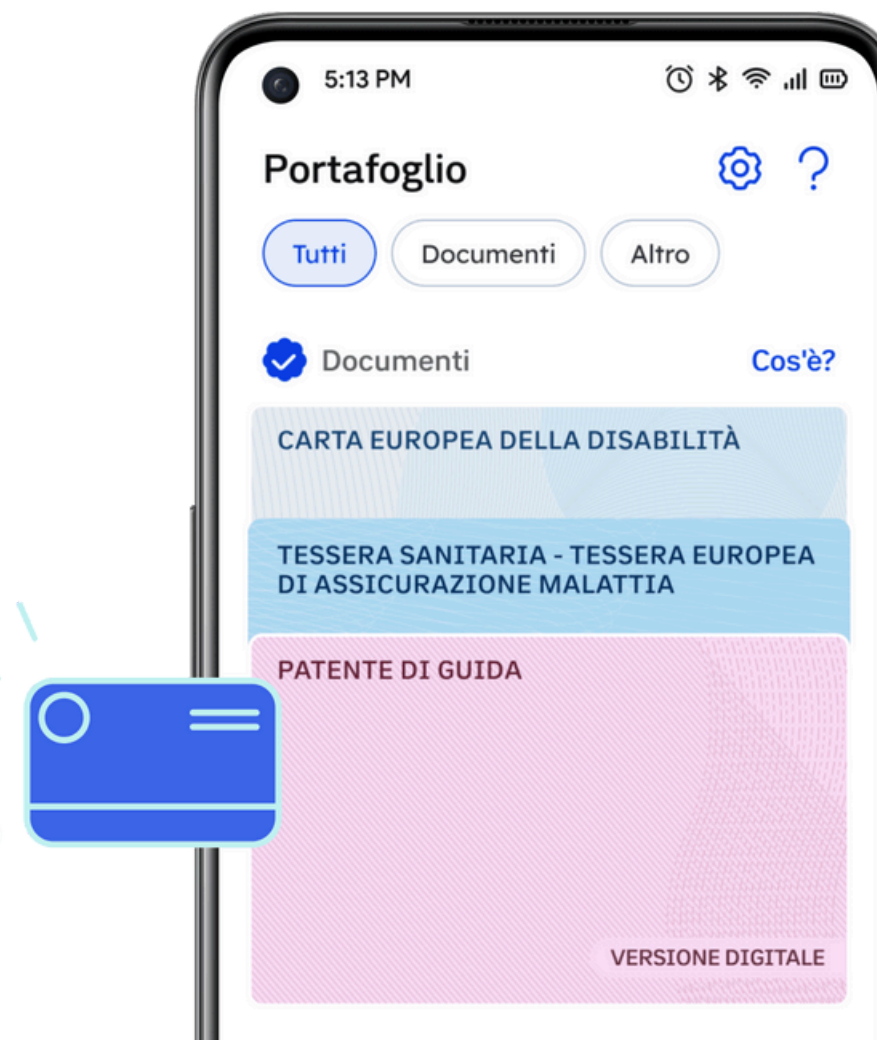 5:13 PM
Portafoglio
Tutti
Documenti
Altro
Documenti
Cos'è?
CARTA EUROPEA DELLA DISABILITÀ
TESSERA SANITARIA - TESSERA EUROPEA
DI ASSICURAZIONE MALATTIA
PATENTE DI GUIDA
VERSIONE DIGITALE